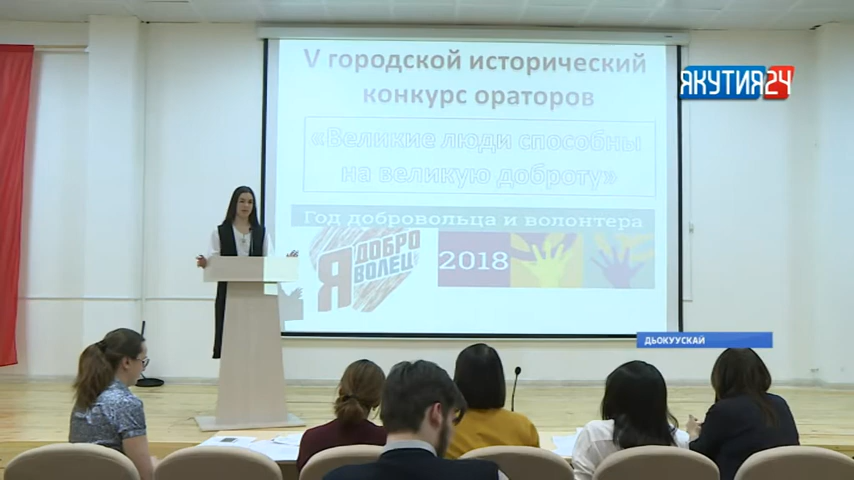 V городской исторический
конкурс ораторов
ЯКУТИЯ24
«Великие люди способны
на великую доброту»
Год добровольца и волонтера
Я ДОБРО
ВОЛЕЦ
2018
ДЬОКУУСКАЙ